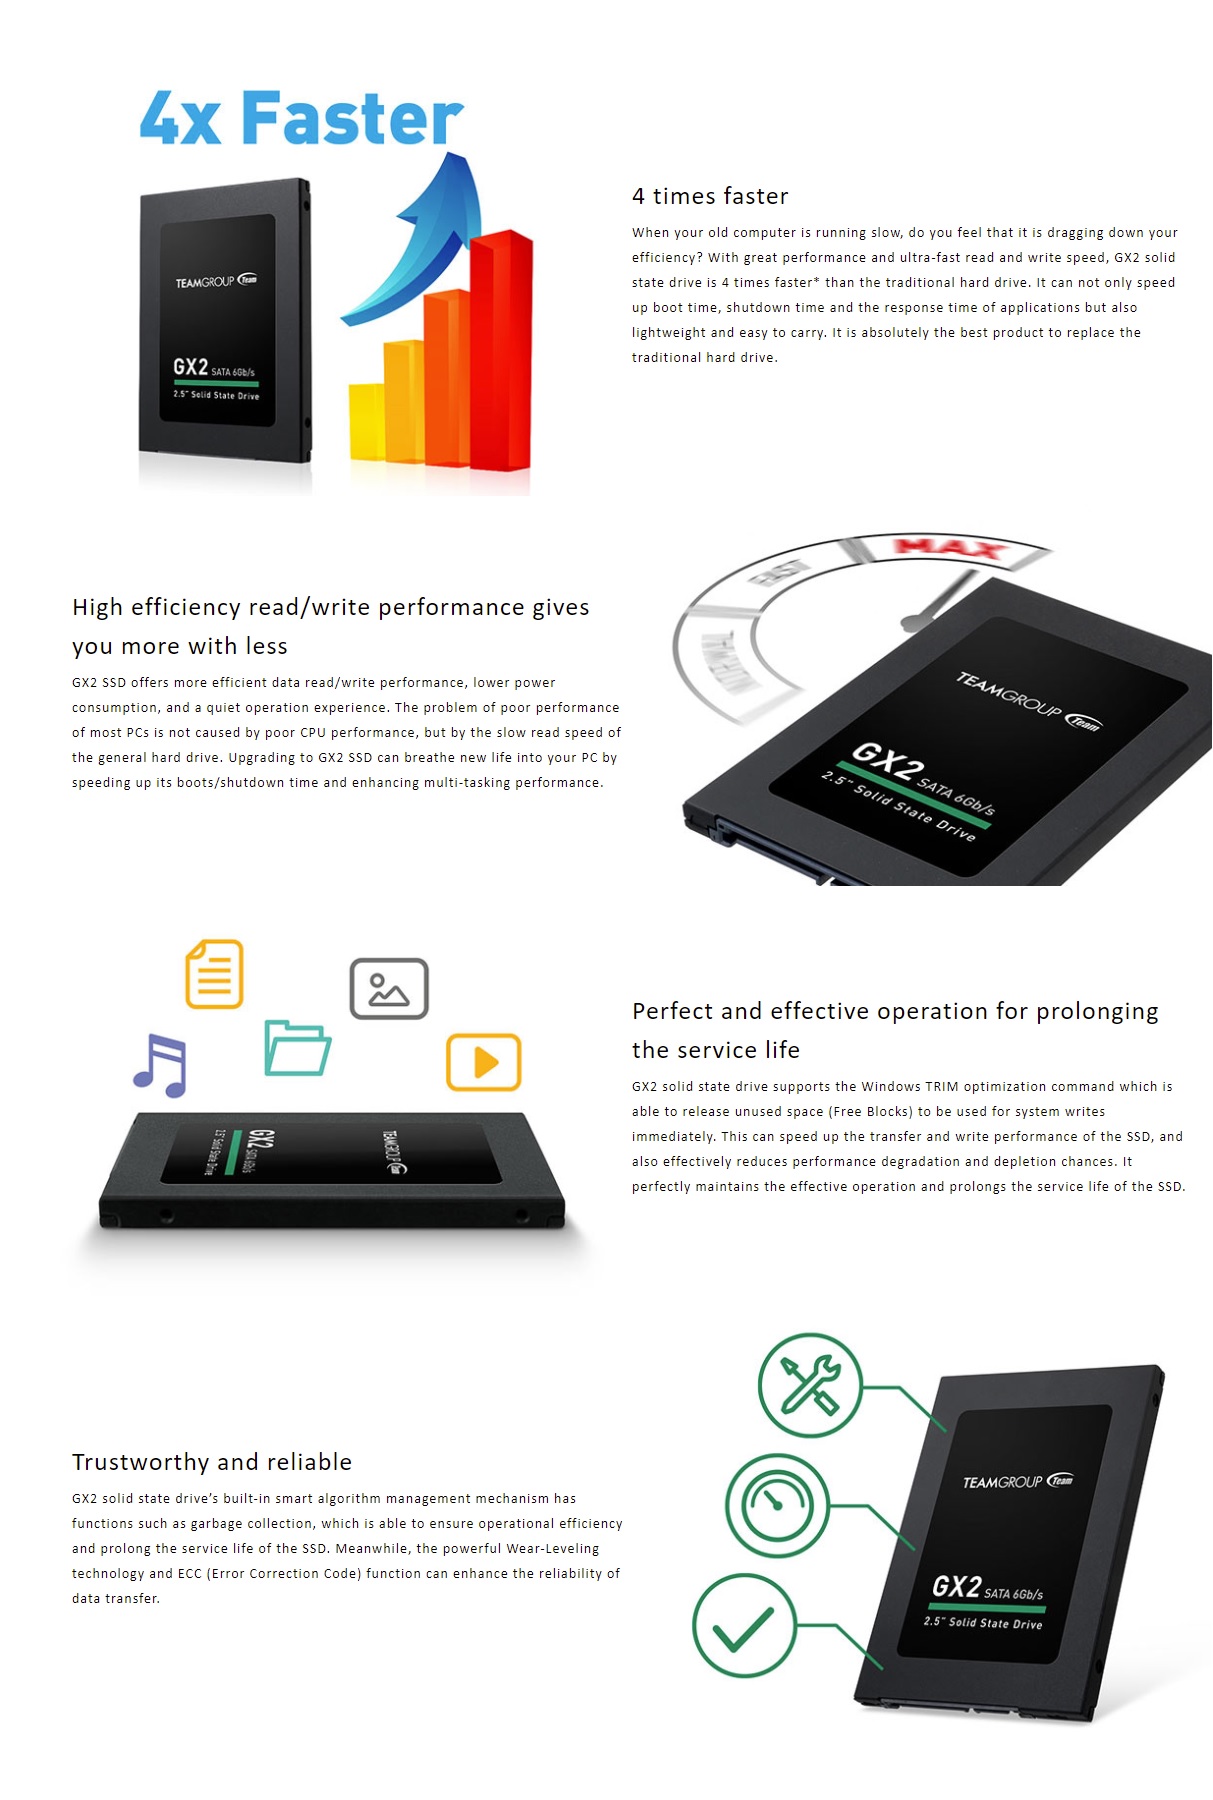 4x Faster
TEAMGROUP Team
GX2 SATA 6Gb/s
2.5" Solid State Drive
4 times faster
When your old computer is running slow, do you feel that it is dragging down your
efficiency? With great performance and ultra-fast read and write speed, GX2 solid
state drive is 4 times faster* than the traditional hard drive. It can not only speed
up boot time, shutdown time and the response time of applications but also
lightweight and easy to carry. It is absolutely the best product to replace the
traditional hard drive.
High efficiency read/write performance gives
you more with less
GX2 SSD offers more efficient data read/write performance, lower power
consumption, and a quiet operation experience. The problem of poor performance
of most PCs is not caused by poor CPU performance, but by the slow read speed of
the general hard drive. Upgrading to GX2 SSD can breathe new life into your PC by
speeding up its boots/shutdown time and enhancing multi-tasking performance.
FAST
MAX
TEAMGROUP Team
GX2 SATA 6Gb/s
2.5" Solid State Drive
TEAMGROUP Team
GX2 SATA 6Gb/s
2.5" Solid State Drive
Perfect and effective operation for prolonging
the service life
GX2 solid state drive supports the Windows TRIM optimization command which is
able to release unused space (Free Blocks) to be used for system writes
immediately. This can speed up the transfer and write performance of the SSD, and
also effectively reduces performance degradation and depletion chances. It
perfectly maintains the effective operation and prolongs the service life of the SSD.
Trustworthy and reliable
GX2 solid state drive’s built-in smart algorithm management mechanism has
functions such as garbage collection, which is able to ensure operational efficiency
and prolong the service life of the SSD. Meanwhile, the powerful Wear-Leveling
technology and ECC (Error Correction Code) function can enhance the reliability of
data transfer.
TEAMGROUP Team
GX2 SATA 6Gb/s
2.5" Solid State Drive